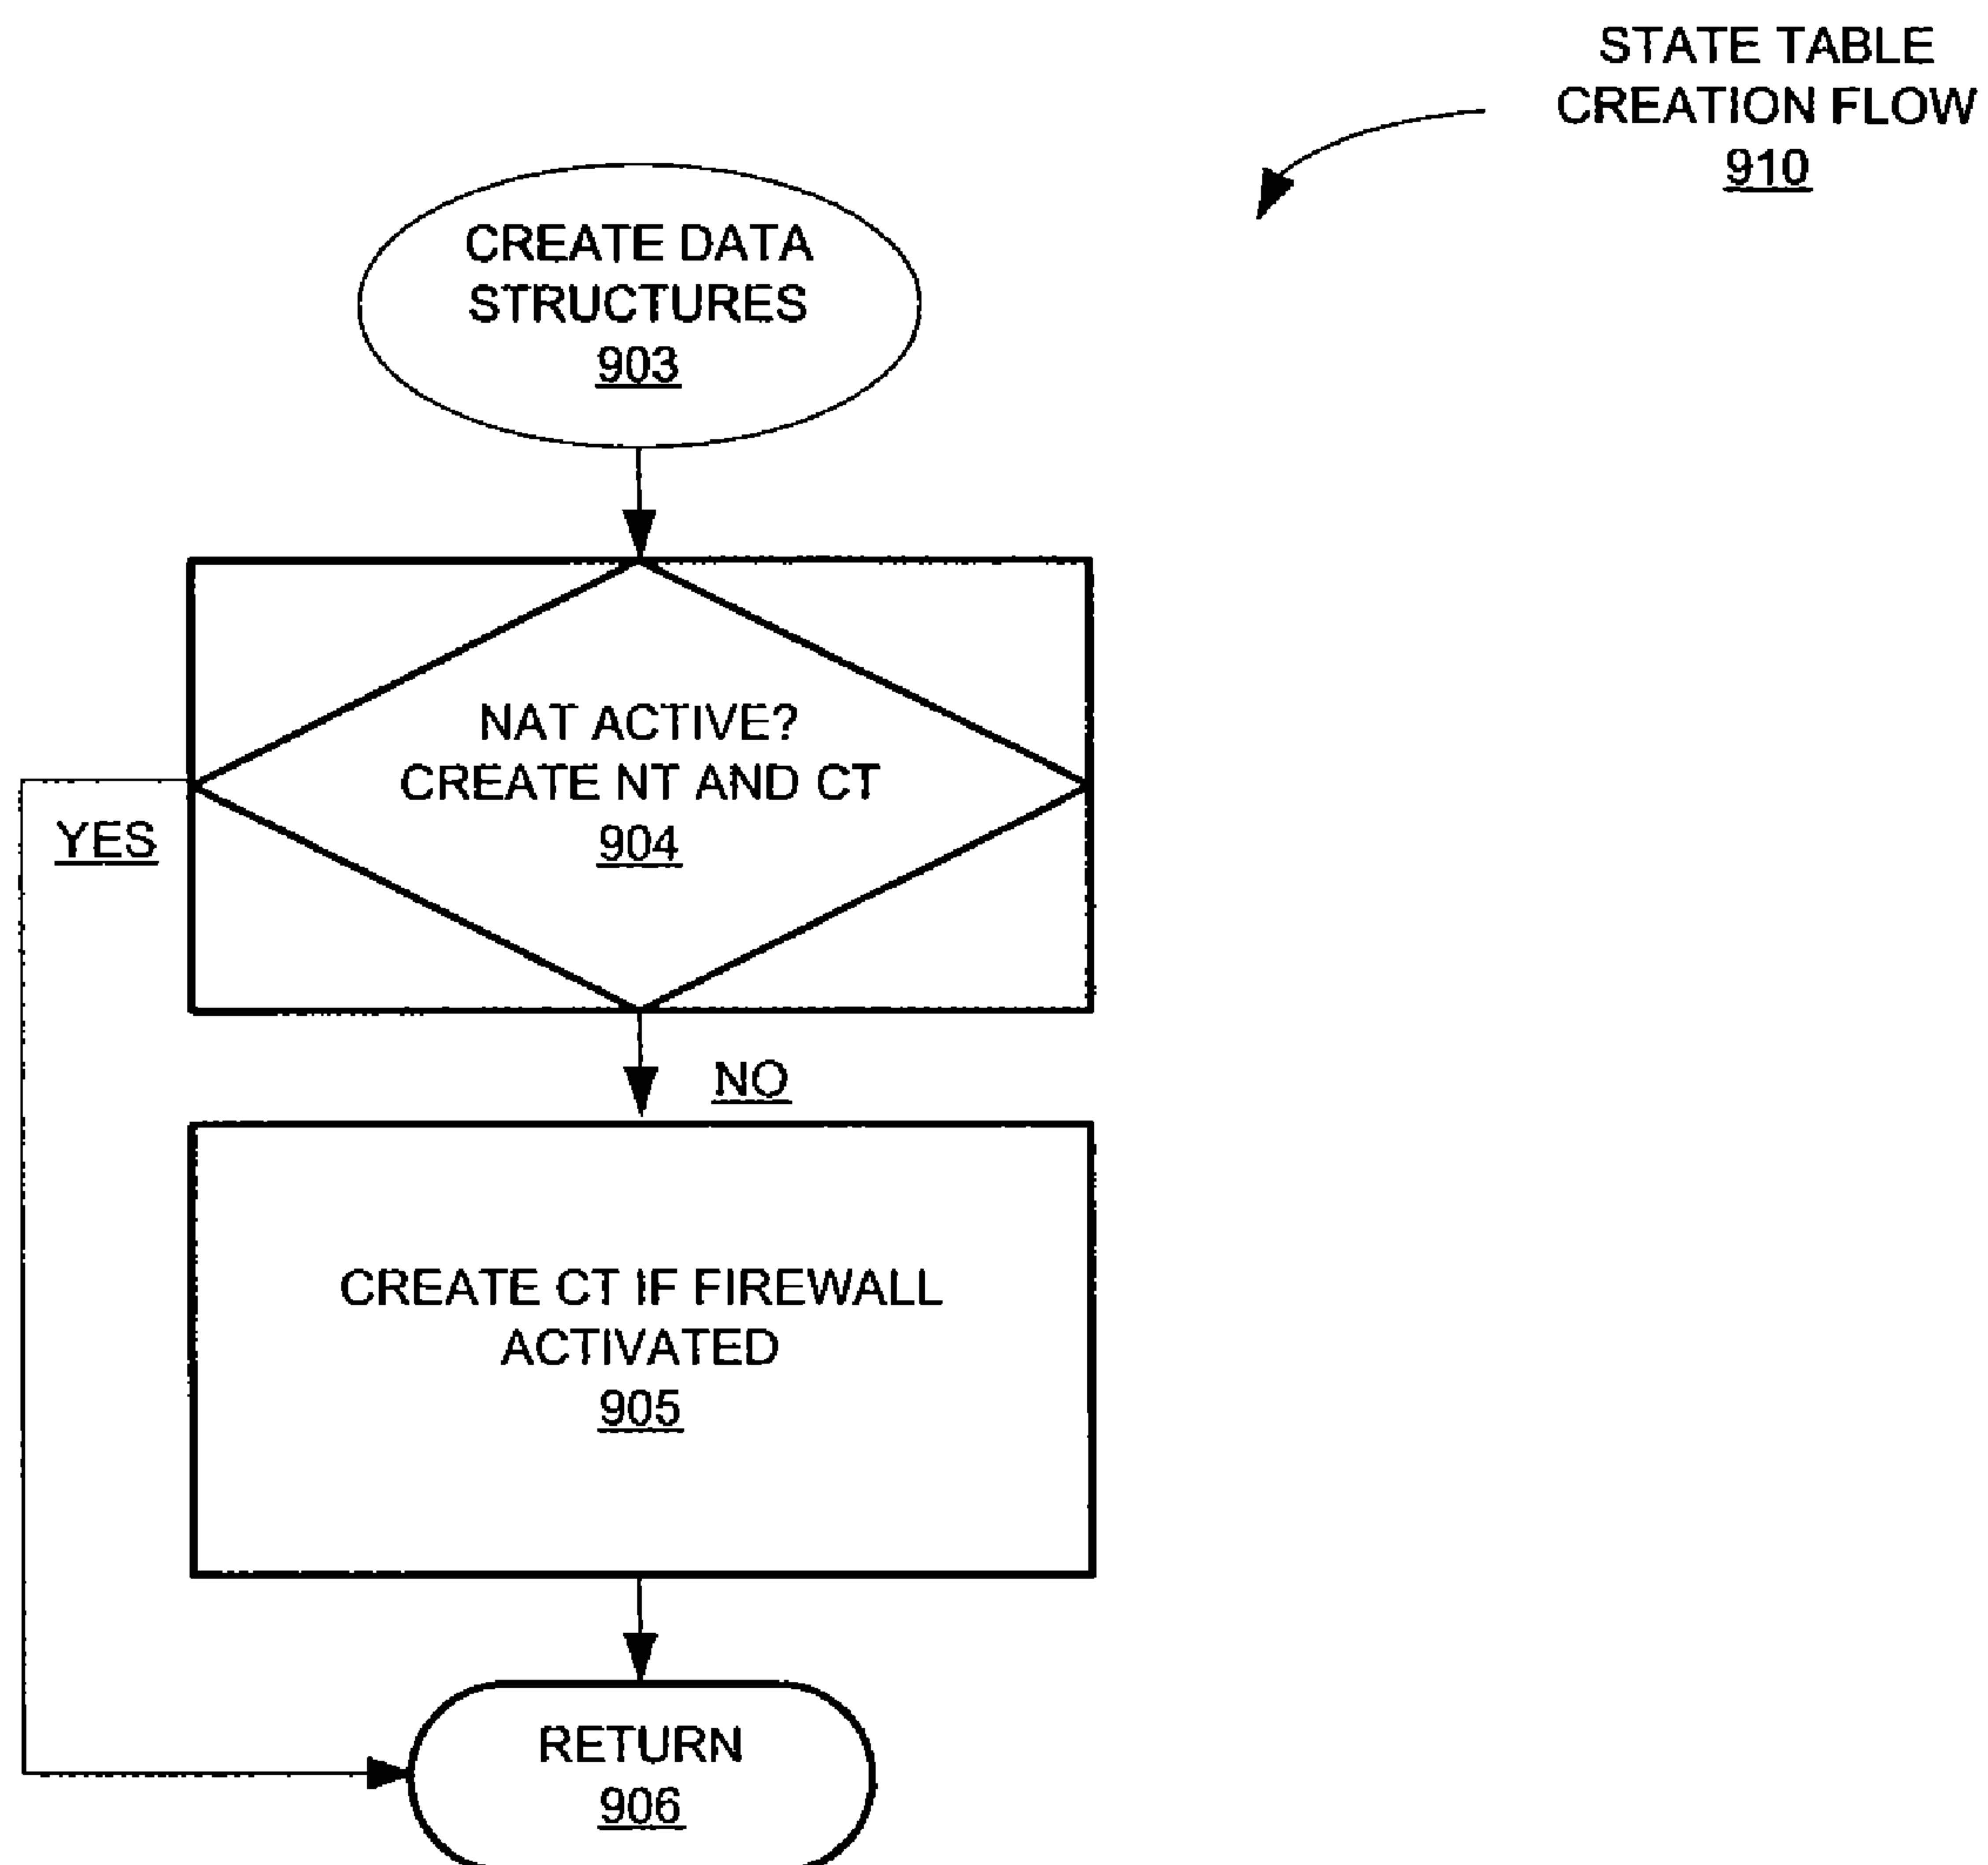 STATE TABLE
CREATION FLOW
910
CREATE DATA
STRUCTURES
903
NAT ACTIVE?
CREATE NT AND CT
904
YES
NO
CREATE CT IF FIREWALL
ACTIVATED
905
RETURN
906